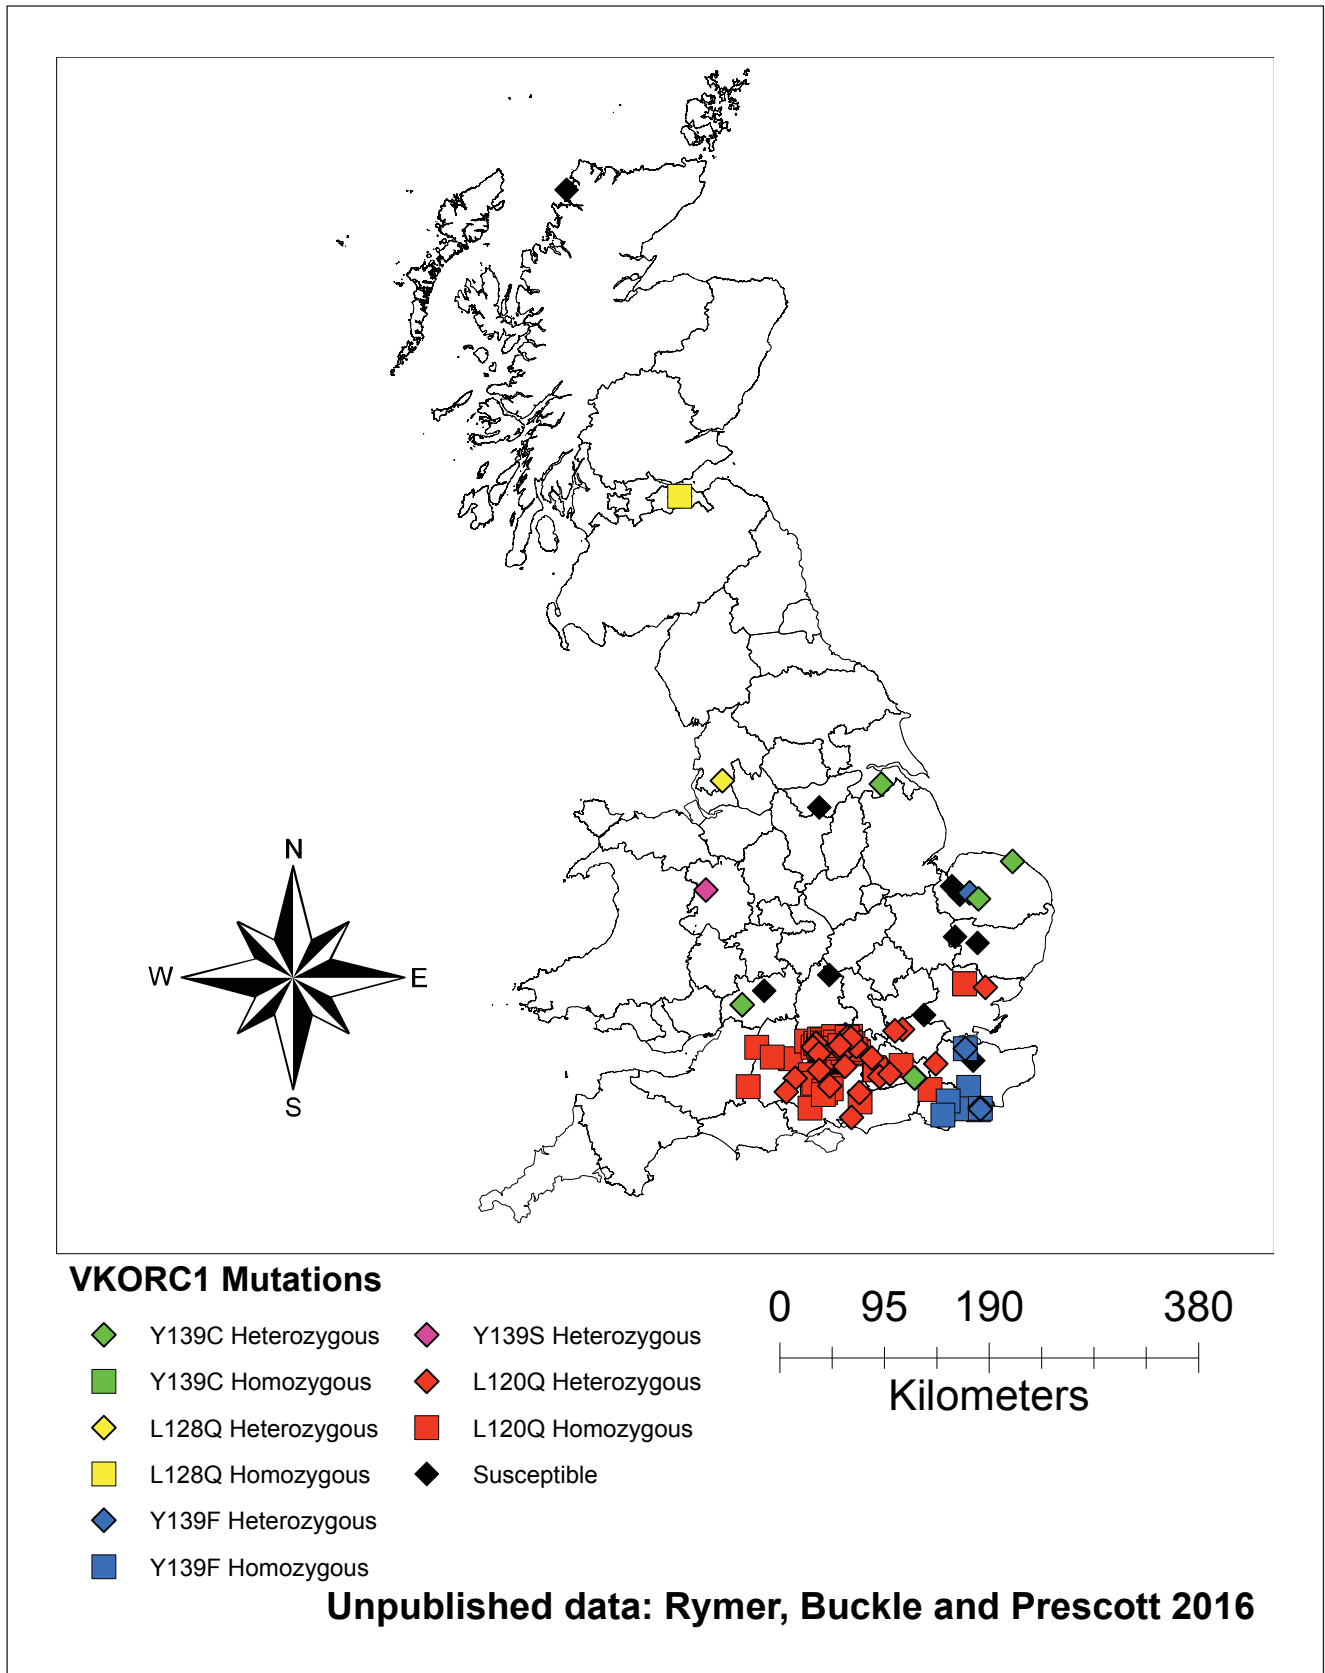 N
W
E
S
VKORC1 Mutations
Y139C Heterozygous
Y139C Homozygous
L128Q Heterozygous
L128Q Homozygous
Y139F Heterozygous
Y139F Homozygous
Y139S Heterozygous
L120Q Heterozygous
L120Q Homozygous
Susceptible
0 95 190 380
Kilometers
Unpublished data: Rymer, Buckle and Prescott 2016